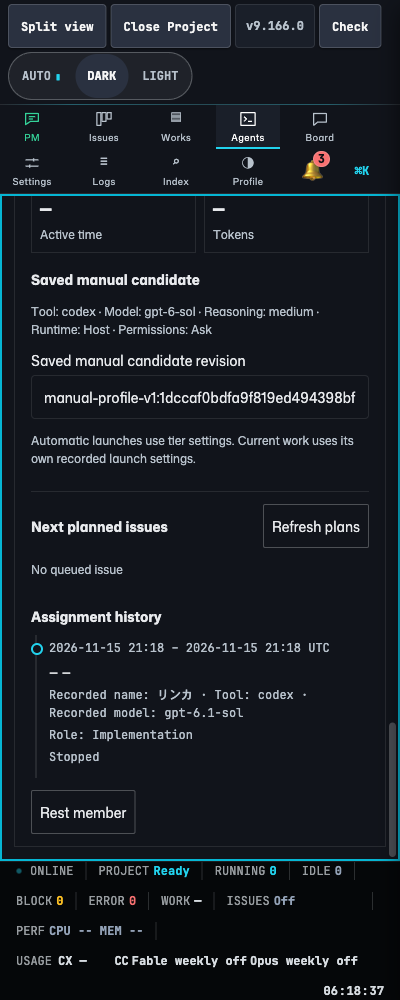 Split view Close Project v9.166.0 Check
AUTO DARK LIGHT
PM Issues Works Agents Board
Settings Logs Index Profile 3 ⌘K
— —
Active time Tokens
Saved manual candidate
Tool: codex · Model: gpt-6-sol · Reasoning: medium ·
Runtime: Host · Permissions: Ask
Saved manual candidate revision
manual-profile-v1:1dccaf0bdfa9f819ed494398bf
Automatic launches use tier settings. Current work uses its
own recorded launch settings.
Next planned issues Refresh plans
No queued issue
Assignment history
2026-11-15 21:18 – 2026-11-15 21:18 UTC
— —
Recorded name: リンカ · Tool: codex ·
Recorded model: gpt-6.1-sol
Role: Implementation
Stopped
Rest member
ONLINE PROJECT Ready RUNNING 0 IDLE 0
BLOCK 0 ERROR 0 WORK — ISSUES Off
PERF CPU -- MEM --
USAGE CX — CC Fable weekly off Opus weekly off
06:18:37